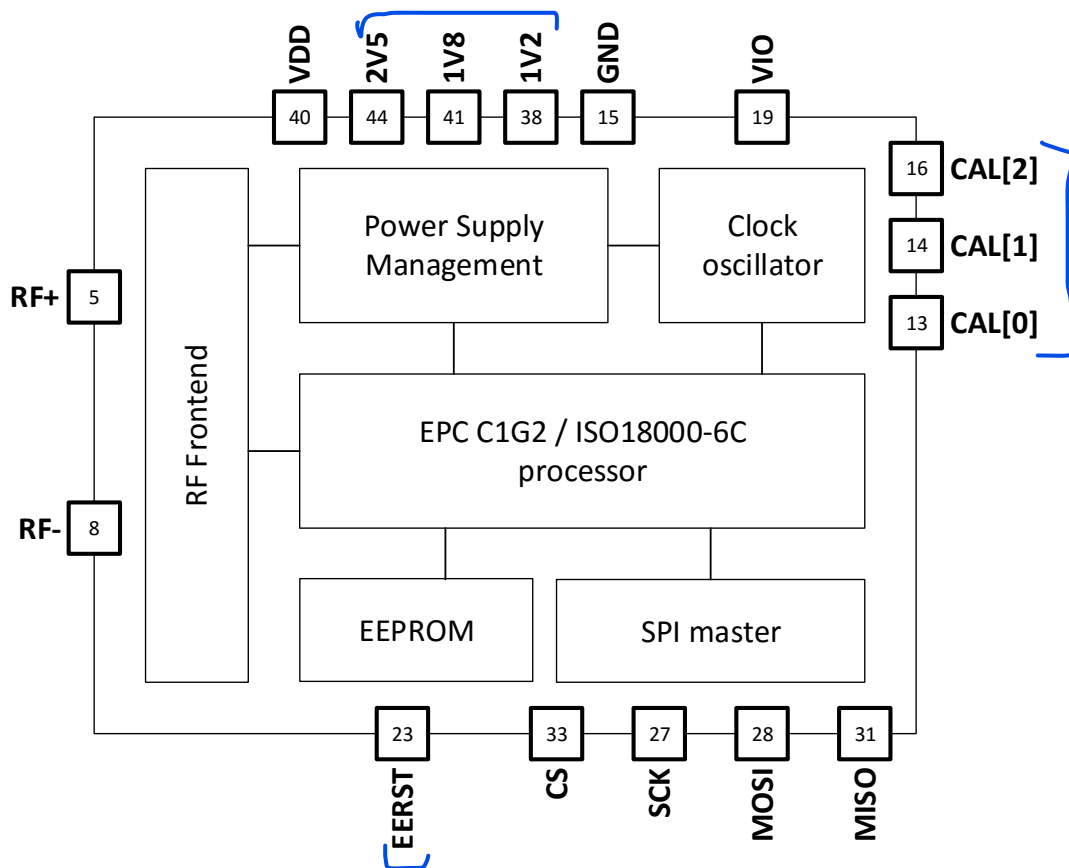 VDD
2V5
1V8
1V2
GND
VIO
40
44
41
38
15
19
16 CAL[2]
14 CAL[1]
13 CAL[0]
RF+ 5
RF- 8
RF Frontend
Power Supply
Management
Clock
oscillator
EPC C1G2 / ISO18000-6C
processor
EEPROM
SPI master
23
33
27
28
31
EERST
CS
SCK
MOSI
MISO